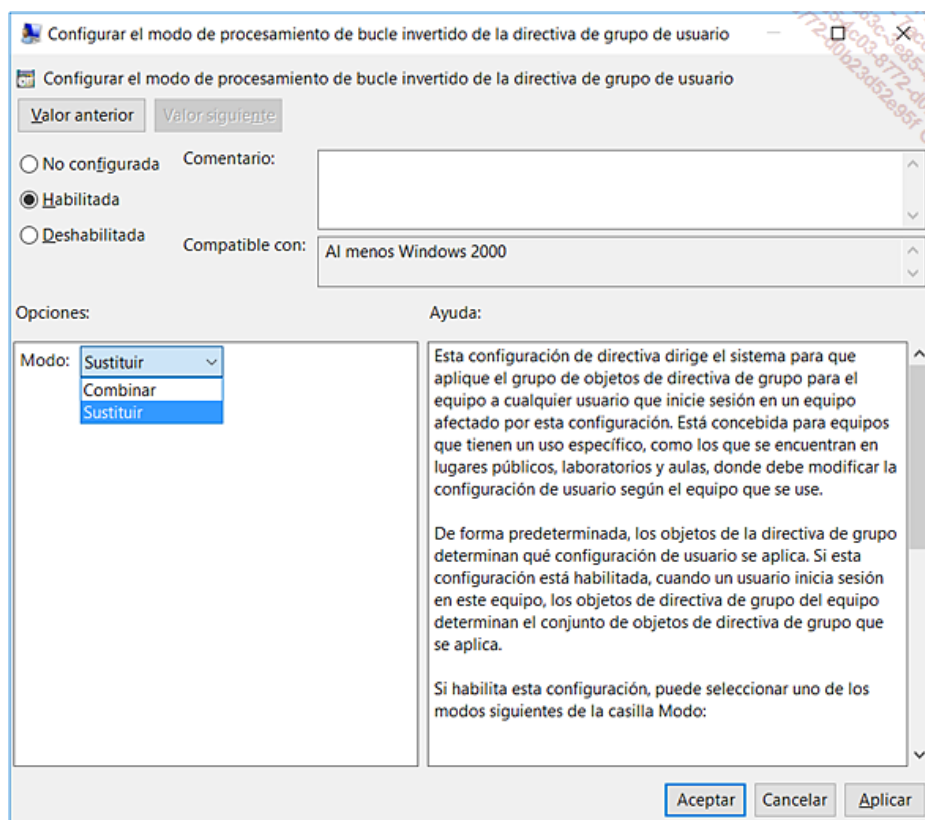 Configurar el modo de procesamiento de bucle invertido de la directiva de grupo de usuario
Configurar el modo de procesamiento de bucle invertido de la directiva de grupo de usuario
Valor anterior
Valor siguiente
No configurada
Comentario:
Habilitada
Deshabilitada
Compatible con:
Al menos Windows 2000
Opciones:
Ayuda:
Modo:
Sustituir
Combinar
Sustituir
Esta configuración de directiva dirige el sistema para que
aplique el grupo de objetos de directiva de grupo para el
equipo a cualquier usuario que inicie sesión en un equipo
afectado por esta configuración. Está concebida para equipos
que tienen un uso específico, como los que se encuentran en
lugares públicos, laboratorios y aulas, donde debe modificar la
configuración de usuario según el equipo que se use.
De forma predeterminada, los objetos de la directiva de grupo
determinan qué configuración de usuario se aplica. Si esta
configuración está habilitada, cuando un usuario inicia sesión
en este equipo, los objetos de directiva de grupo del equipo
determinan el conjunto de objetos de directiva de grupo que
se aplica.
Si habilita esta configuración, puede seleccionar uno de los
modos siguientes de la casilla Modo:
Aceptar
Cancelar
Aplicar